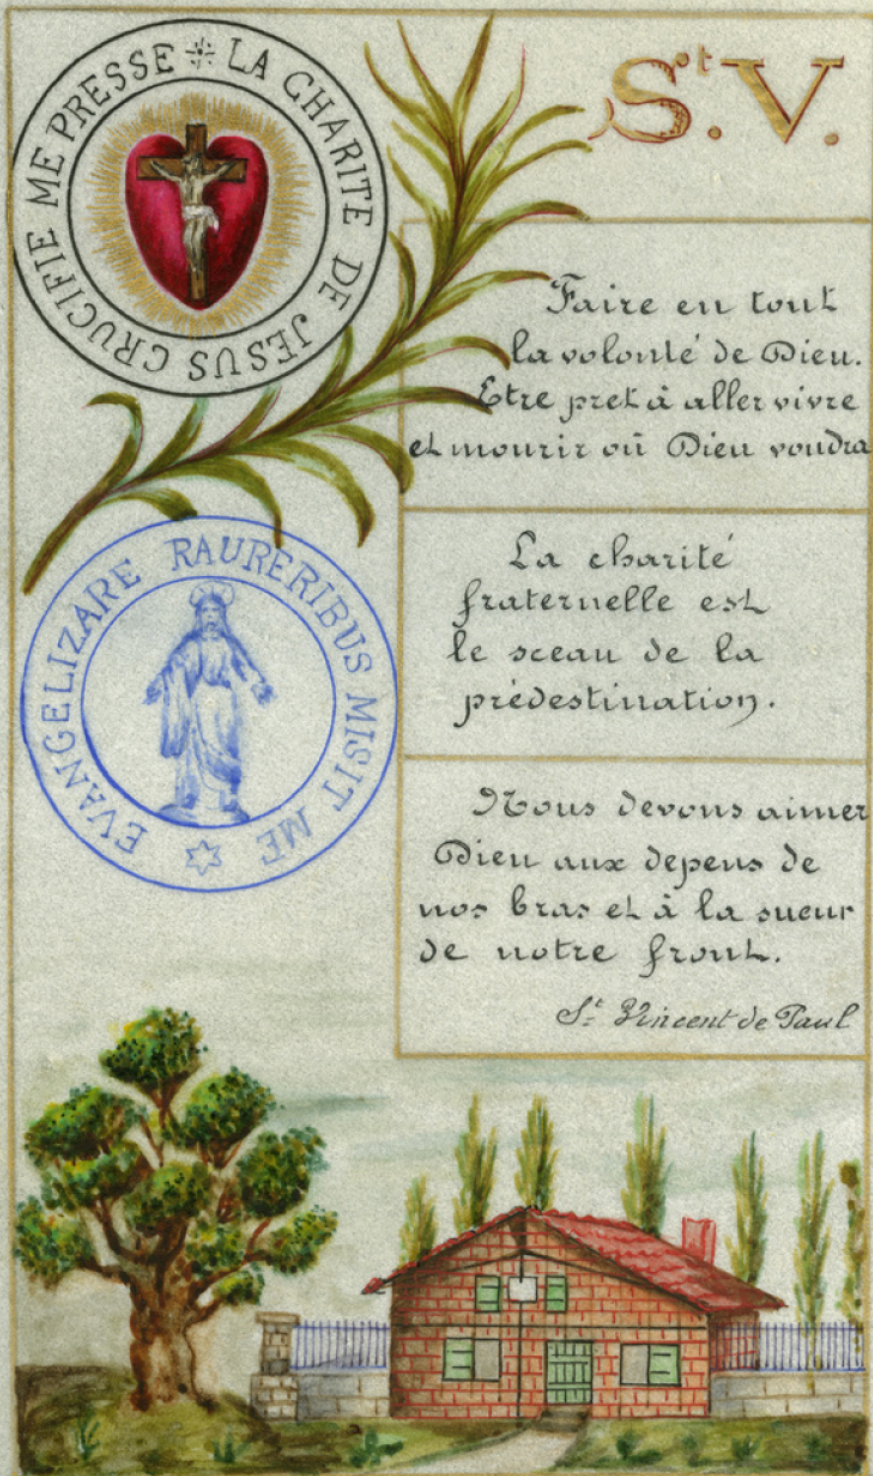 LA CHARITE DE JESUS CRUCIFIE ME PRESSE
St. V.
Faire en tout
la volonté de Dieu.
Etre pret à aller vivre
et mourir où Dieu voudra
EVANGELIZARE RAURERIBUS MISIT ME
La charité
fraternelle est
le sceau de la
prédestination.
Nous devons aimer
Dieu aux depens de
nos bras et à la sueur
de notre front.
St Vincent de Paul